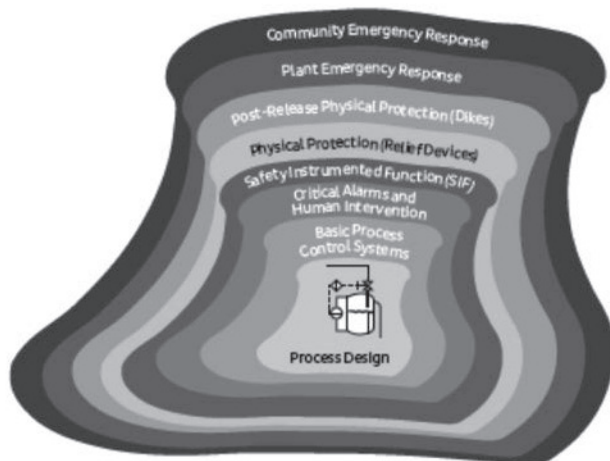 Community Emergency Response
Plant Emergency Response
Post-Release Physical Protection (Dikes)
Physical Protection (Relief Devices)
Safety Instrumented Function (SIF)
Critical Alarms and
Human Intervention
Basic Process
Control Systems
Process Design